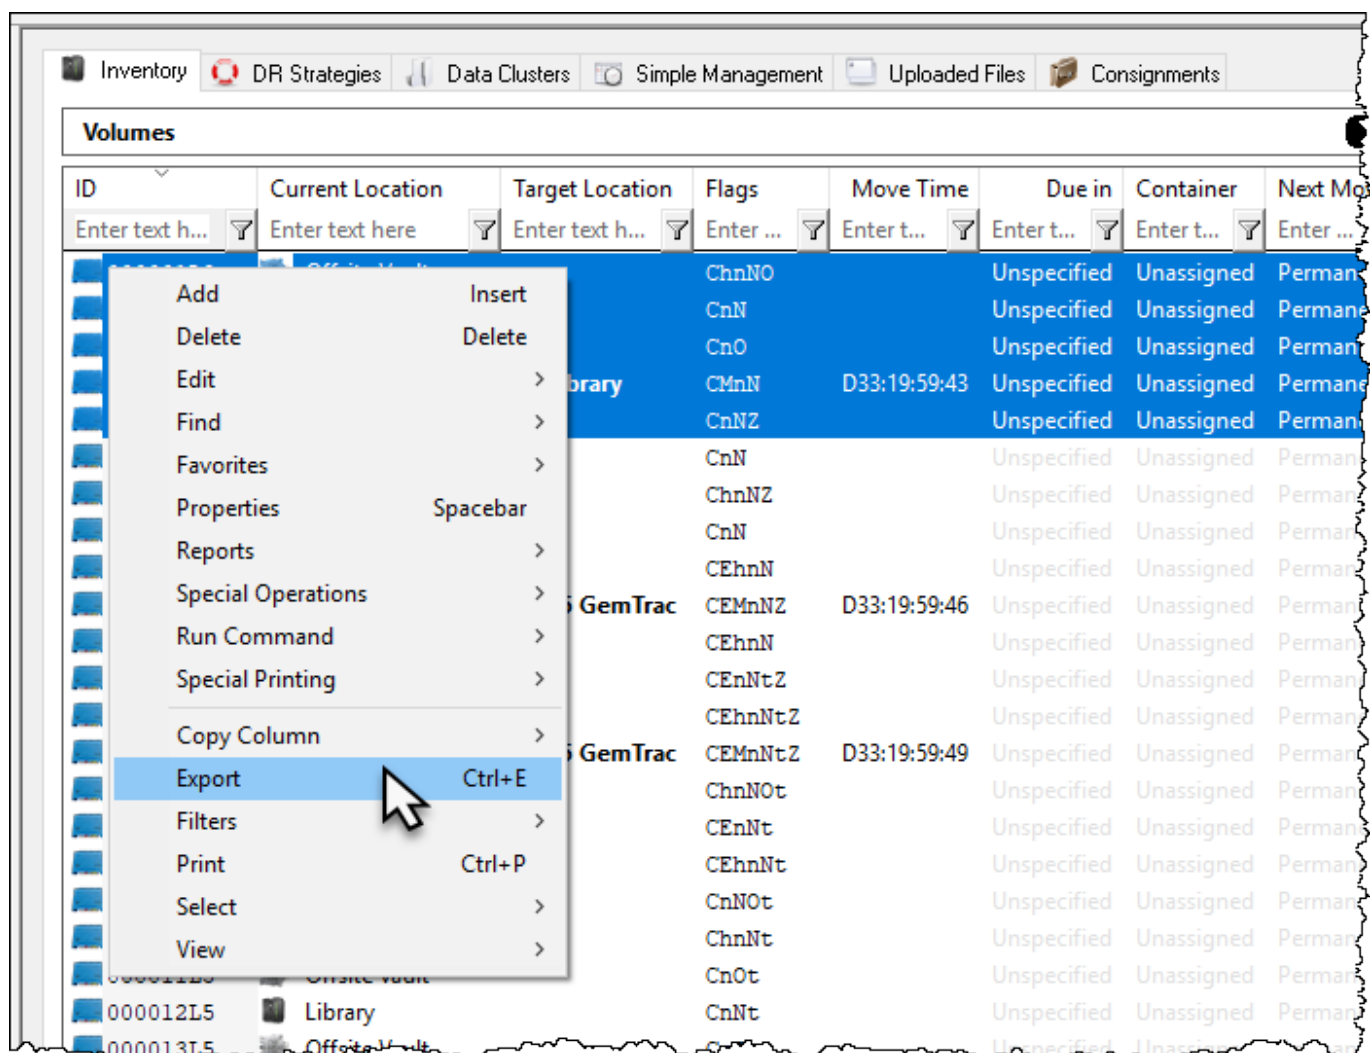 Inventory DR Strategies Data Clusters Simple Management Uploaded Files Consignments
Volumes
ID Current Location Target Location Flags Move Time Due in Container
Enter text h... Enter text here Enter text h... Enter ... Enter t... Enter t... Enter t... Enter ...
ChnNO Unspecified Unassigned
Add Insert CnN Unspecified Unassigned
Delete Delete CnO Unspecified Unassigned
Edit CMnN D33:19:59:43 Unspecified Unassigned
Find CnNZ Unspecified Unassigned
Favorites CnN Unspecified Unassigned
Properties Spacebar ChnNZ Unspecified Unassigned
Reports CnN Unspecified Unassigned
CEhnN Unspecified Unassigned
Special Operations GemTrac CEMnNZ D33:19:59:46 Unspecified Unassigned
Run Command CEhnN Unspecified Unassigned
Special Printing CEnNtZ Unspecified Unassigned
CEhnNtZ Unspecified Unassigned
Copy Column GemTrac CEMnNtZ D33:19:59:49 Unspecified Unassigned
Export Ctrl+E ChnNOt Unspecified Unassigned
Filters CEnNt Unspecified Unassigned
Print Ctrl+P CEhnNt Unspecified Unassigned
Select CnNOt Unspecified Unassigned
View ChnNt Unspecified Unassigned
Offsite Vault CnOt Unspecified Unassigned
000012L5 Library CnNt Unspecified Unassigned
000013L5 Offsite Vault Unspecified